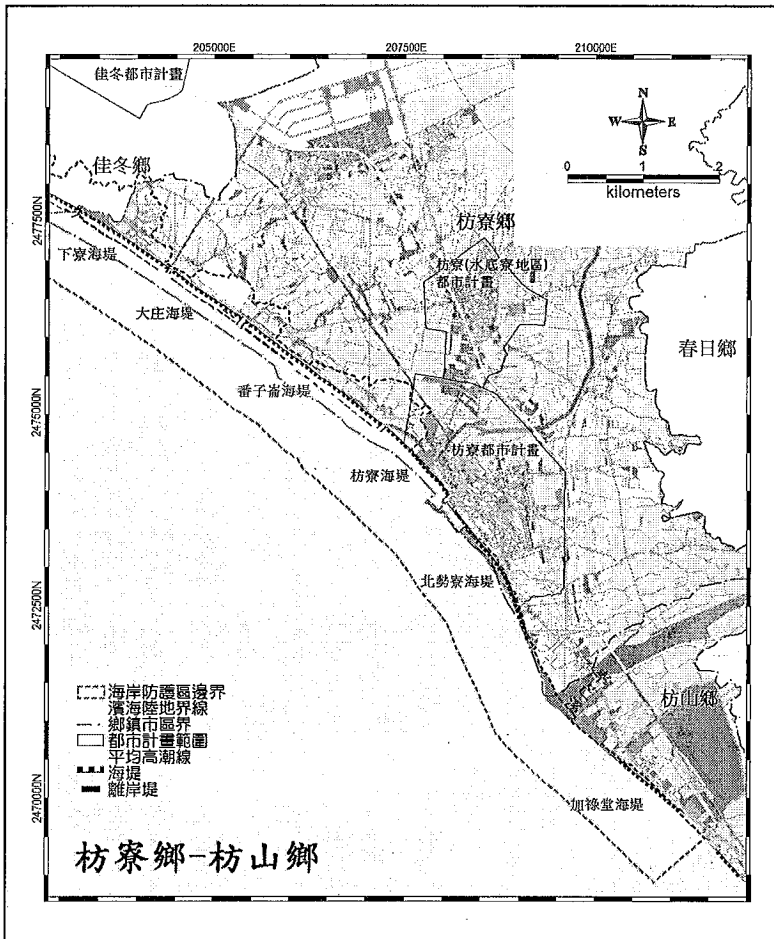 205000E
207500E
210000E
佳冬都市計畫
N
W
E
S
0
1
2
kilometers
佳冬鄉
枋寮鄉
2477500N
下寮海堤
枋寮(水底寮地區)
都市計畫
大庄海堤
春日鄉
番子崙海堤
2475000N
枋寮都市計畫
枋寮海堤
北勢寮海堤
2472500N
海岸防護區邊界
濱海陸地界線
鄉鎮市區界
都市計畫範圍
平均高潮線
海堤
離岸堤
枋山鄉
2470000N
加祿堂海堤
枋寮鄉-枋山鄉